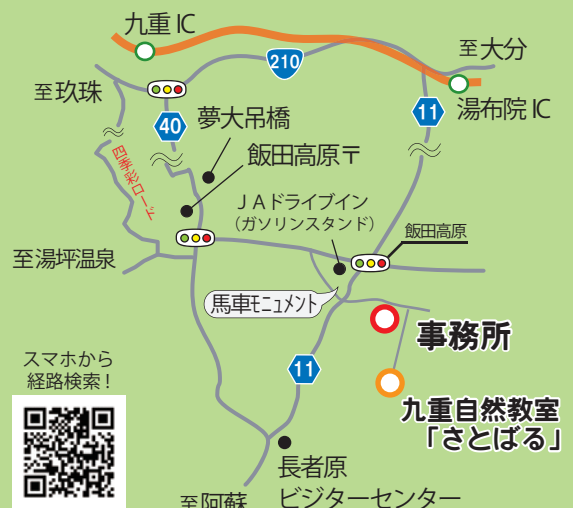 九重 IC
210
至大分
至玖珠
湯布院 IC
40
11
夢大吊橋
四季彩ロード
飯田高原〒
JAドライブイン
(ガソリンスタンド)
飯田高原
至湯坪温泉
馬車モニュメント
事務所
スマホから
経路検索!
11
九重自然教室
「さとばる」
長者原
ビジターセンター
至阿蘇